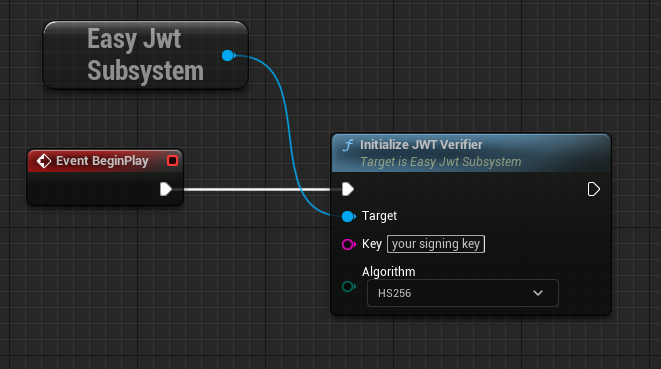 Easy Jwt
Subsystem
Event BeginPlay
f Initialize JWT Verifier
Target is Easy Jwt Subsystem
Target
Key your signing key
Algorithm
HS256